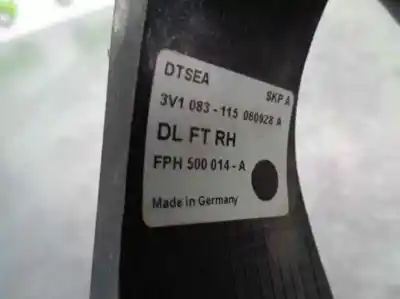 DTSEA
SKP A
3V1 083 - 115 060928 A
DL FT RH
FPH 500 014 - A
Made in Germany